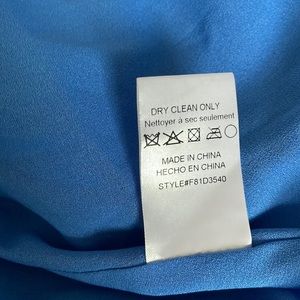 DRY CLEAN ONLY
Nettoyer à sec seulement
MADE IN CHINA
HECHO EN CHINA
STYLE#F81D3540